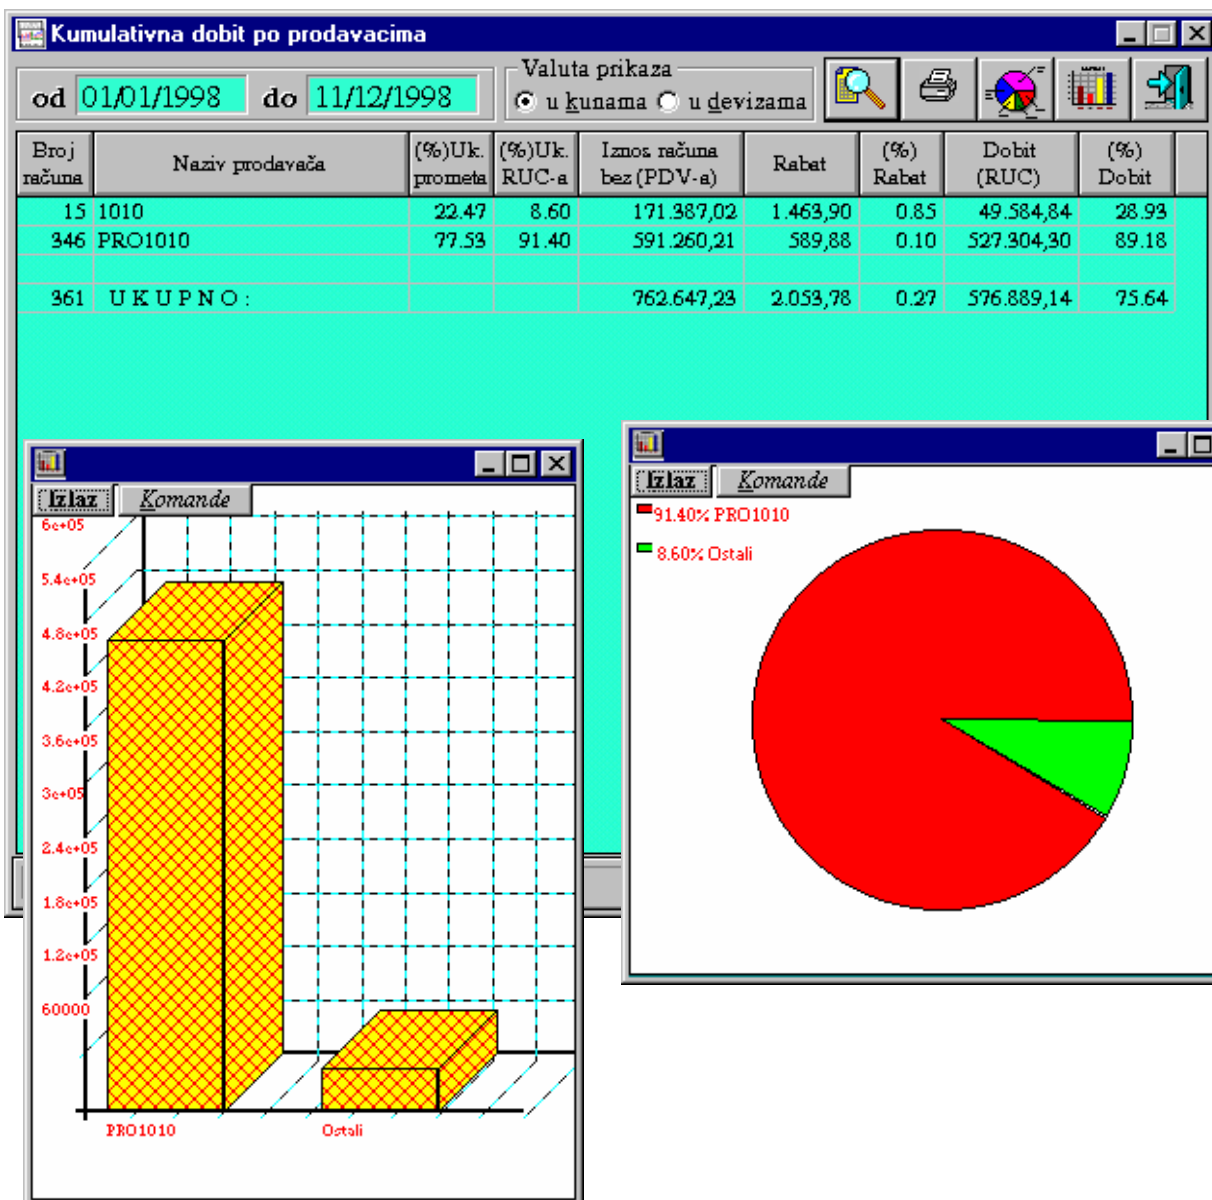 Kumulativna dobit po prodavacima
od 01/01/1998 do 11/12/1998 Valuta prikaza
u kunama u devizama
Broj računa Naziv prodavača (%)Uk. prometa (%)Uk. RUC-a Iznos računa bez (PDV-a) Rabat (%) Rabat Dobit (RUC) (%) Dobit
15 1010 22.47 8.60 171.387,02 1.463,90 0.85 49.584,84 28.93
346 PRO1010 77.53 91.40 591.260,21 589,88 0.10 527.304,30 89.18
361 U K U P N O : 762.647,23 2.053,78 0.27 576.889,14 75.64
Izlaz Komande
6e+05
5.4e+05
4.8e+05
4.2e+05
3.6e+05
3e+05
2.4e+05
1.8e+05
1.2e+05
60000
PRO1010 Ostali
Izlaz Komande
91.40% PRO1010
8.60% Ostali